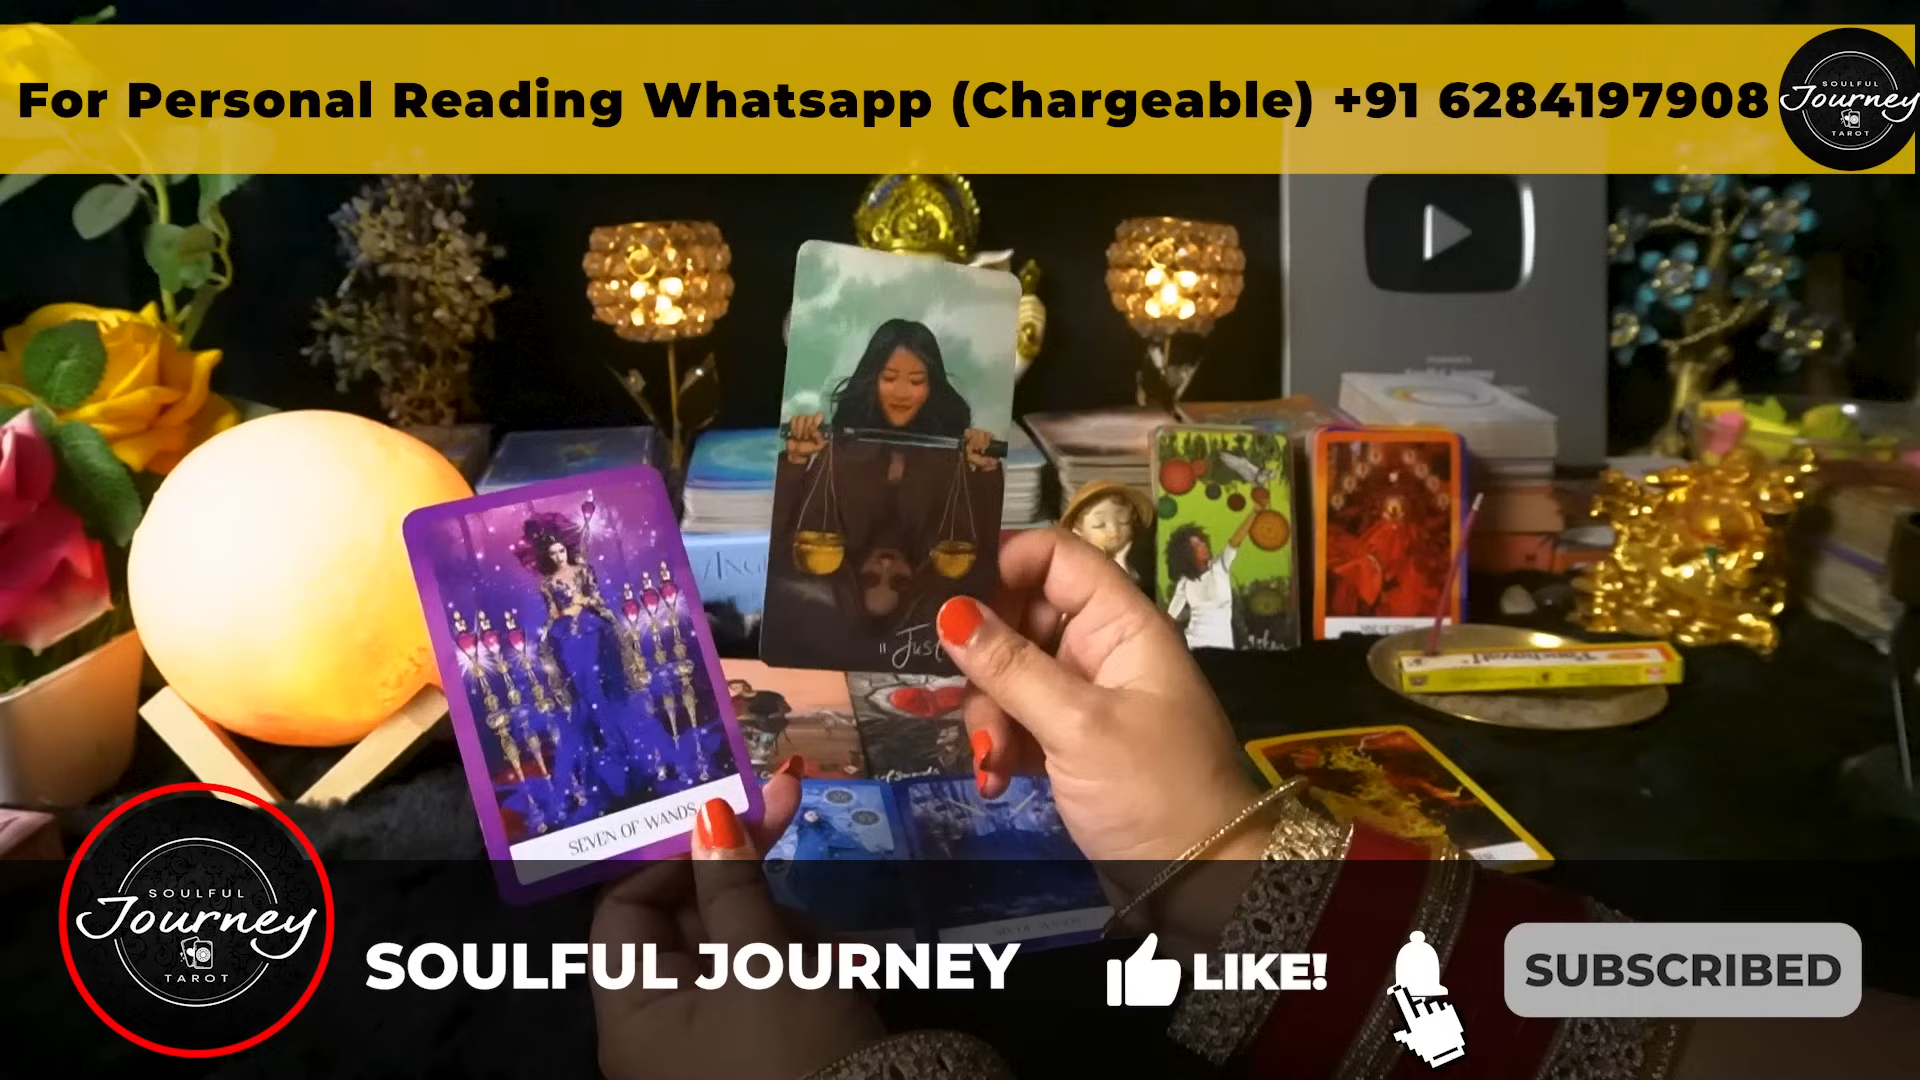 For Personal Reading Whatsapp (Chargeable) +91 6284197908
SOULFUL
Journey
TAROT
SEVEN OF WANDS
SOULFUL
Journey
TAROT
SOULFUL JOURNEY
LIKE!
SUBSCRIBED